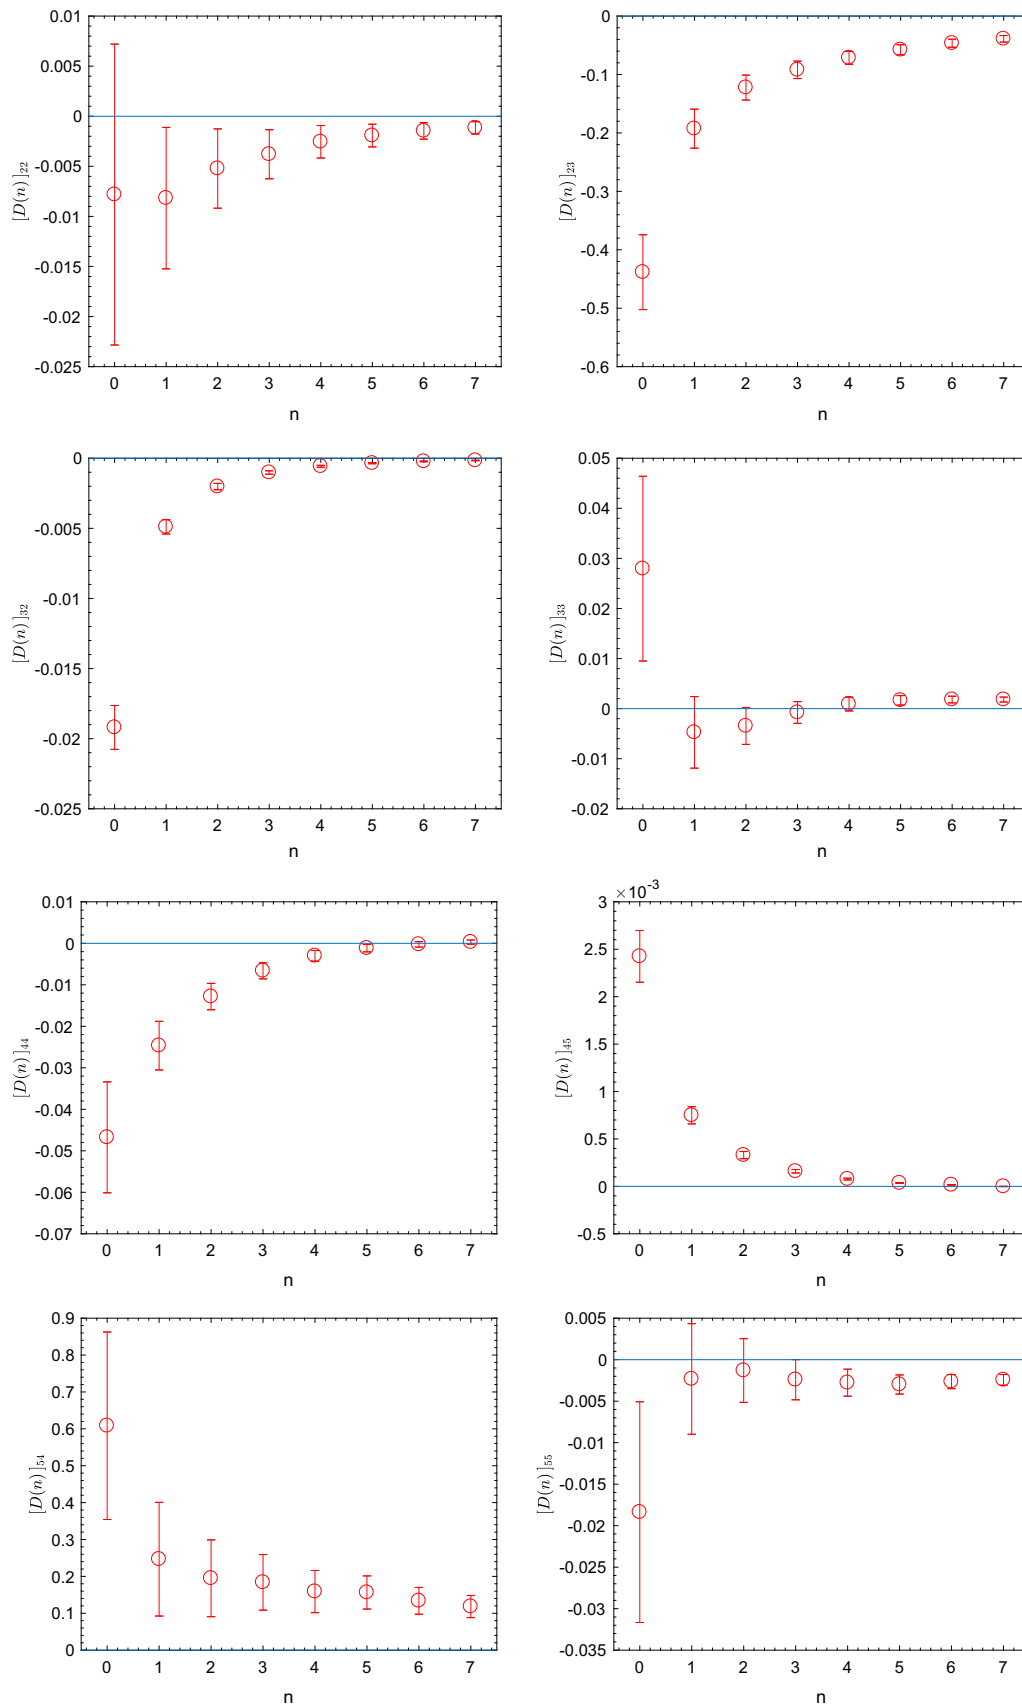 0.01
0.005
0
-0.005
-0.01
-0.015
-0.02
-0.025
[D(n)]22
0 1 2 3 4 5 6 7
n
0
-0.1
-0.2
-0.3
-0.4
-0.5
-0.6
[D(n)]23
0 1 2 3 4 5 6 7
n
0
-0.005
-0.01
-0.015
-0.02
-0.025
[D(n)]32
0 1 2 3 4 5 6 7
n
0.05
0.04
0.03
0.02
0.01
0
-0.01
-0.02
[D(n)]33
0 1 2 3 4 5 6 7
n
0.01
0
-0.01
-0.02
-0.03
-0.04
-0.05
-0.06
-0.07
[D(n)]44
0 1 2 3 4 5 6 7
n
×10-3
3
2.5
2
1.5
1
0.5
0
-0.5
[D(n)]45
0 1 2 3 4 5 6 7
n
0.9
0.8
0.7
0.6
0.5
0.4
0.3
0.2
0.1
0
[D(n)]54
0 1 2 3 4 5 6 7
n
0.005
0
-0.005
-0.01
-0.015
-0.02
-0.025
-0.03
-0.035
[D(n)]55
0 1 2 3 4 5 6 7
n